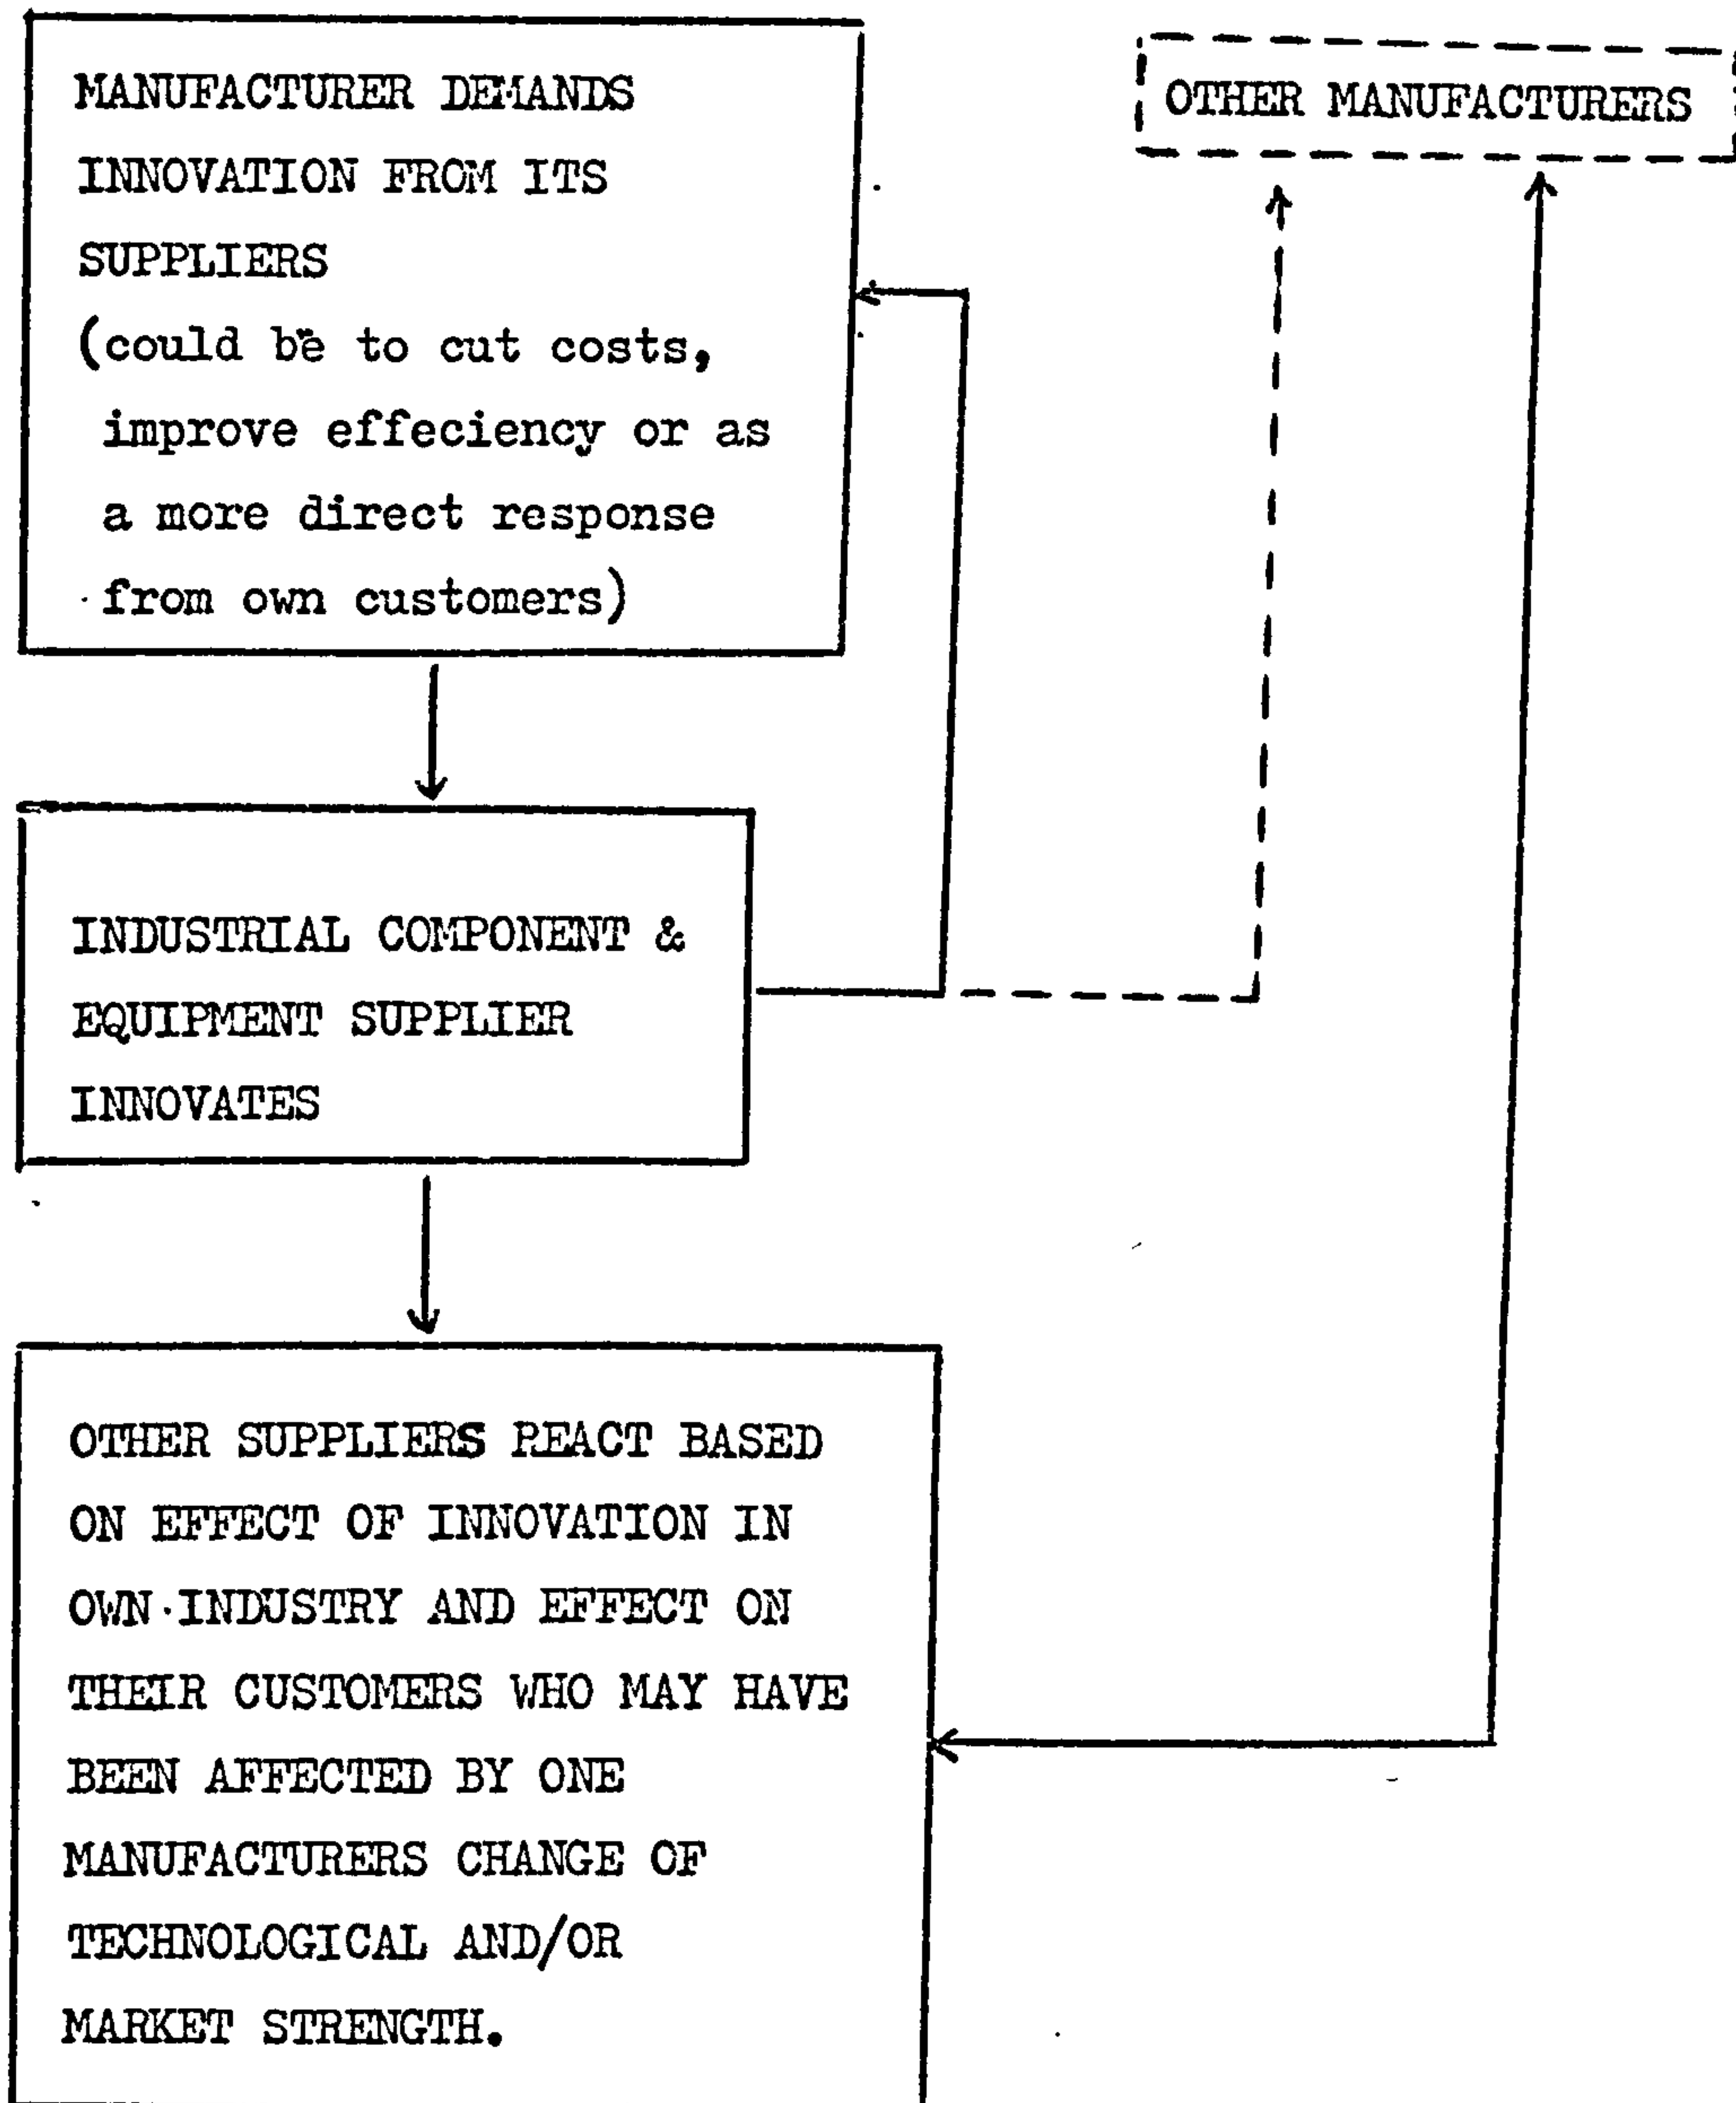 MANUFACTURER DEMANDS
INNOVATION FROM ITS
SUPPLIERS
(could be to cut costs,
improve effeciency or as
a more direct response
from own customers)
OTHER MANUFACTURERS
INDUSTRIAL COMPONENT &
EQUIPMENT SUPPLIER
INNOVATES
OTHER SUPPLIERS REACT BASED
ON EFFECT OF INNOVATION IN
OWN INDUSTRY AND EFFECT ON
THEIR CUSTOMERS WHO MAY HAVE
BEEN AFFECTED BY ONE
MANUFACTURERS CHANGE OF
TECHNOLOGICAL AND/OR
MARKET STRENGTH.